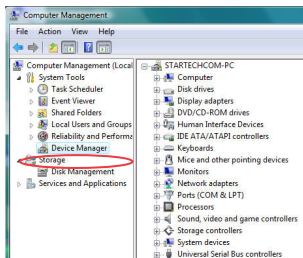 Computer Management
File Action View Help
Computer Management (Local
System Tools
Task Scheduler
Event Viewer
Shared Folders
Local Users and Groups
Reliability and Performa
Device Manager
Storage
Disk Management
Services and Applications
STARTECHCOM-PC
Computer
Disk drives
Display adapters
DVD/CD-ROM drives
Human Interface Devices
IDE ATA/ATAPI controllers
Keyboards
Mice and other pointing devices
Monitors
Network adapters
Ports (COM & LPT)
Processors
Sound, video and game controllers
Storage controllers
System devices
Universal Serial Bus controllers